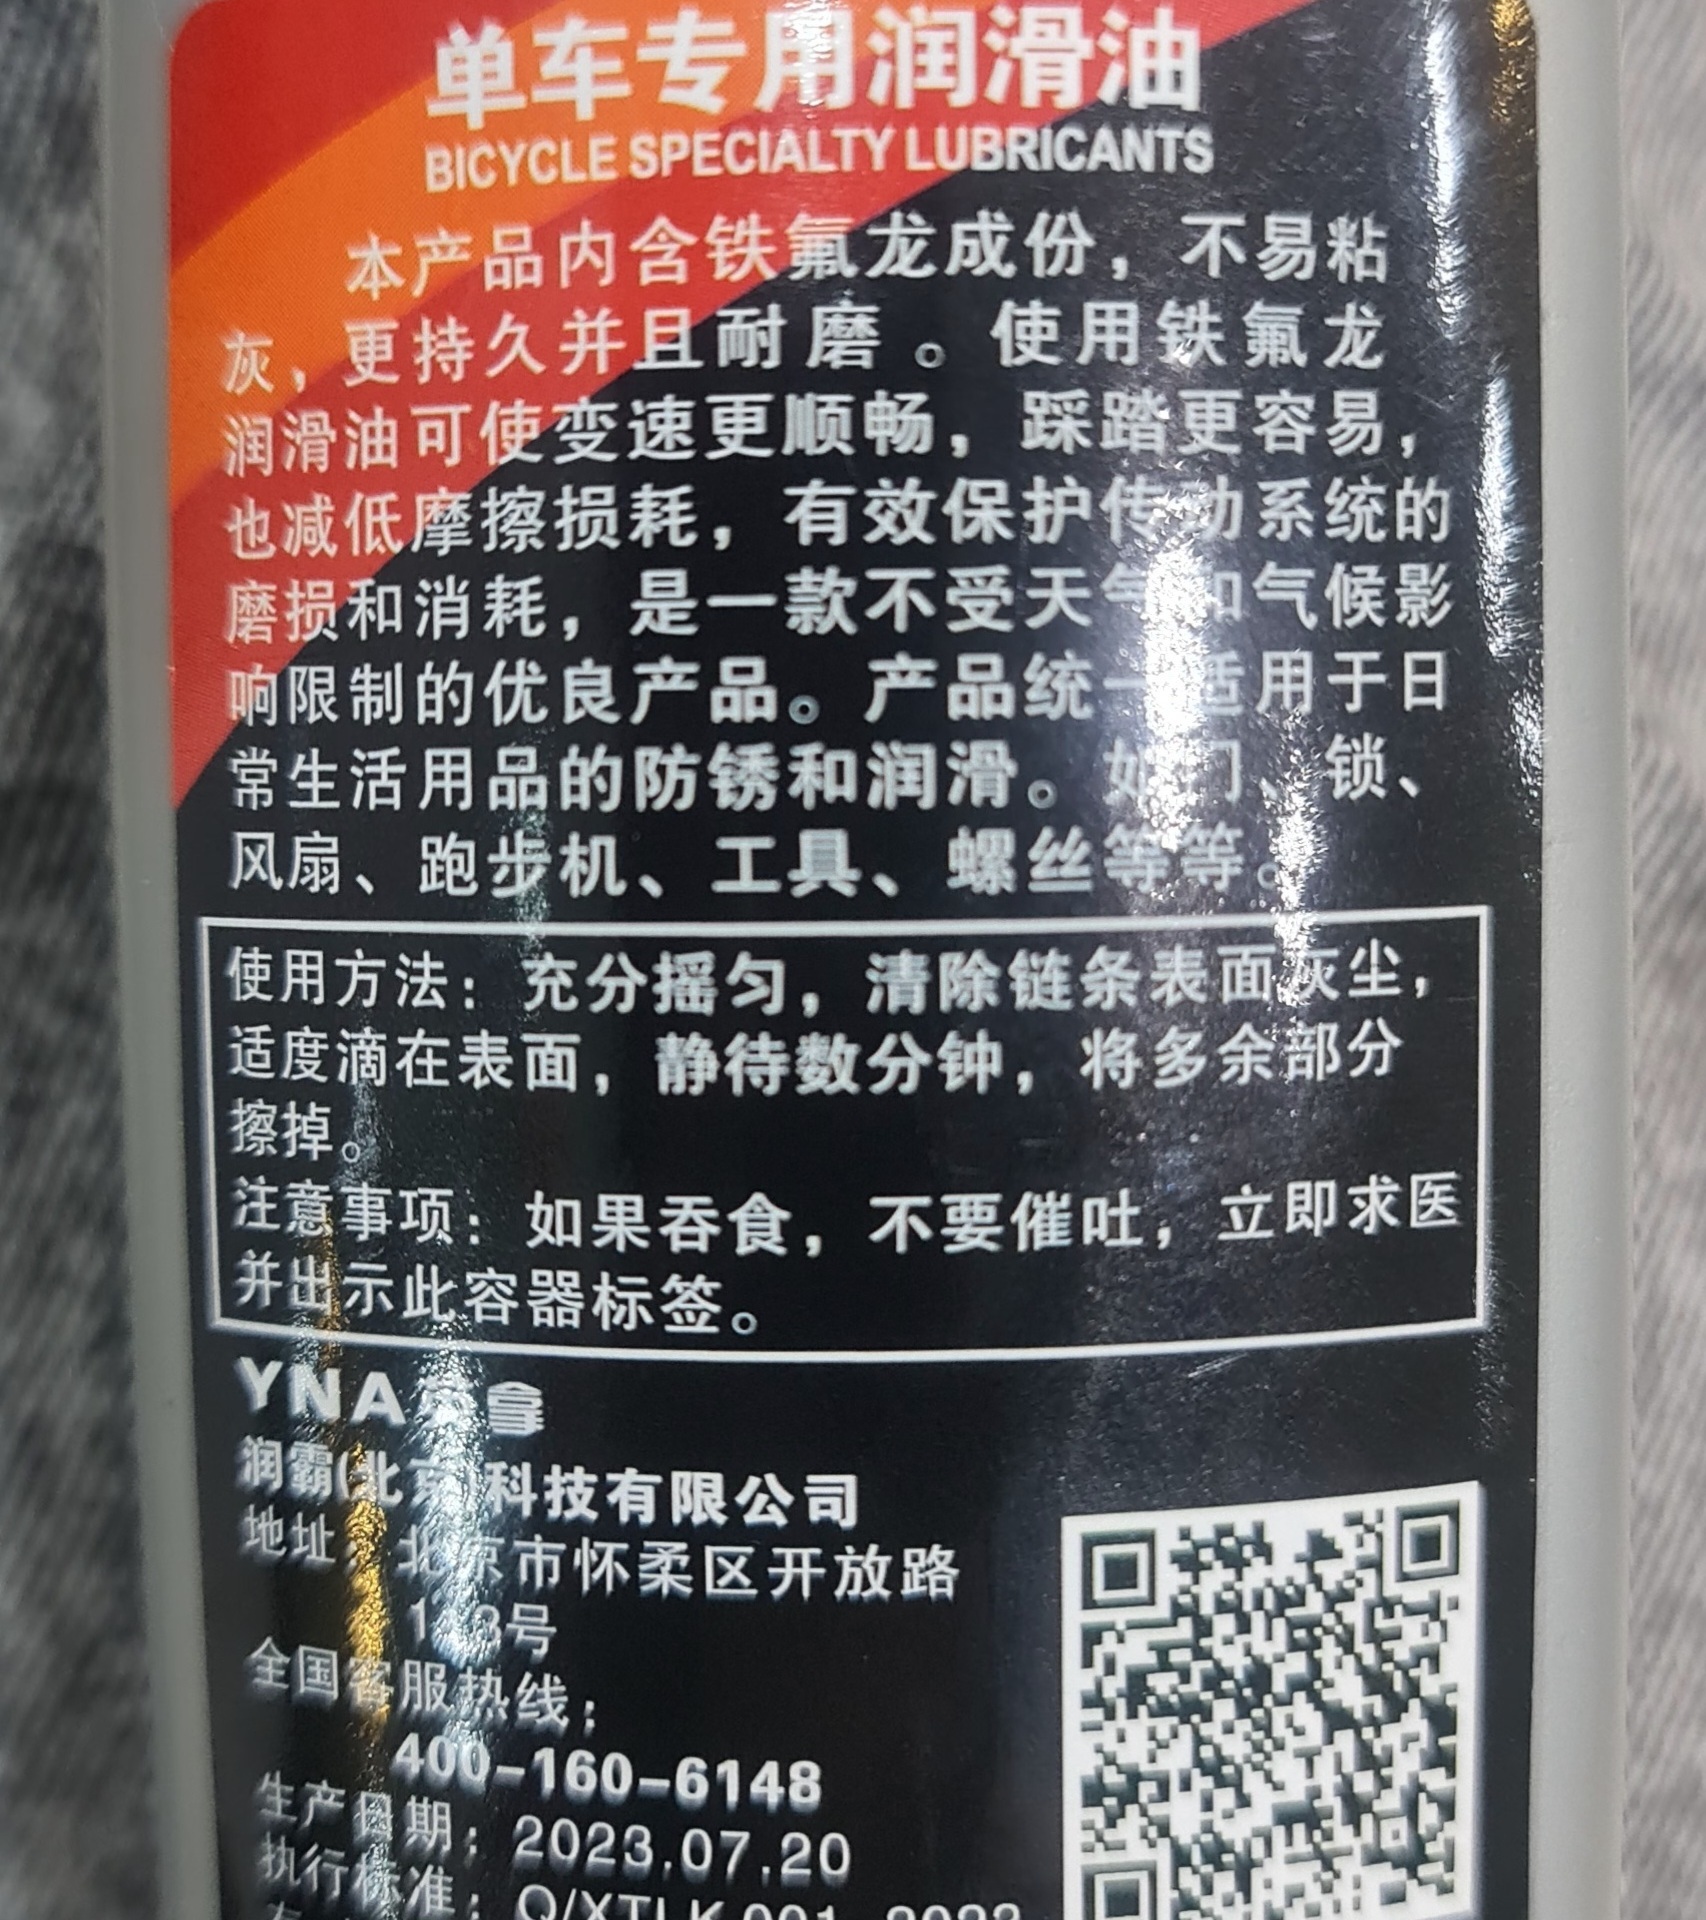 单车专用润滑油
BICYCLE SPECIALTY LUBRICANTS
本产品内含铁氟龙成份，不易粘
灰，更持久并且耐磨。使用铁氟龙
润滑油可使变速更顺畅，踩踏更容易，
也减低摩擦损耗，有效保护传动系统的
磨损和消耗，是一款不受天气和气候影
响限制的优良产品。产品统一适用于日
常生活用品的防锈和润滑。如门、锁、
风扇、跑步机、工具、螺丝等等。
使用方法：充分摇匀，清除链条表面灰尘，
适度滴在表面，静待数分钟，将多余部分
擦掉。
注意事项：如果吞食，不要催吐，立即求医
并出示此容器标签。
YNA 拿
润霸(北京)科技有限公司
地址：北京市怀柔区开放路
号
全国客服热线：
400-160-6148
生产日期：2023.07.20
执行标准：Q/XTLK 001-2023